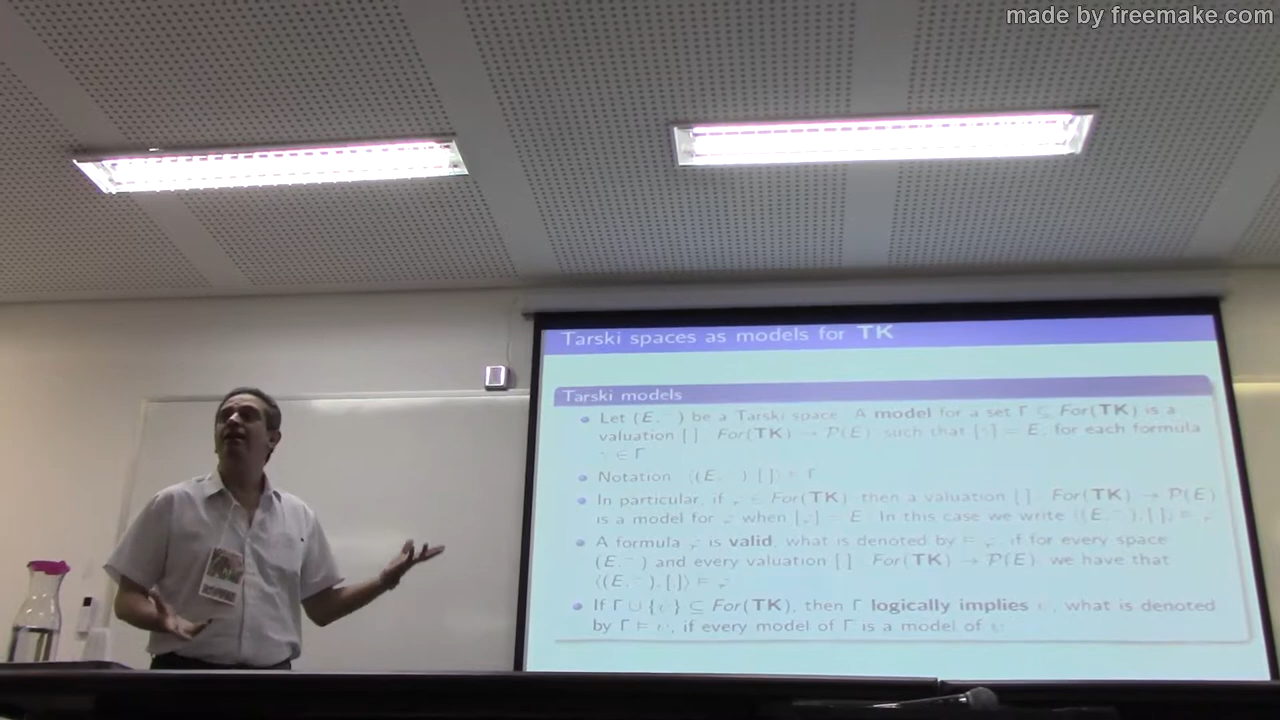 made by freemake.com
Tarski spaces as models for TK
Tarski models
Let (E, ¯) be a Tarski space. A model for a set Γ ⊆ For(TK) is a
valuation [.] : For(TK) → P(E) such that [γ] = E, for each formula
γ ∈ Γ
Notation ⟨(E, ¯), [.]⟩ ⊨ Γ
In particular, if ∈ For(TK), then a valuation [.] : For(TK) → P(E)
is a model for when [ ] = E. In this case we write ⟨(E, ¯), [.]⟩ ⊨
A formula is valid, what is denoted by ⊨ , if for every space
(E, ¯) and every valuation [.] : For(TK) → P(E), we have that
⟨(E, ¯), [.]⟩ ⊨
If Γ ∪ { } ⊆ For(TK), then Γ logically implies , what is denoted
by Γ ⊨ , if every model of Γ is a model of